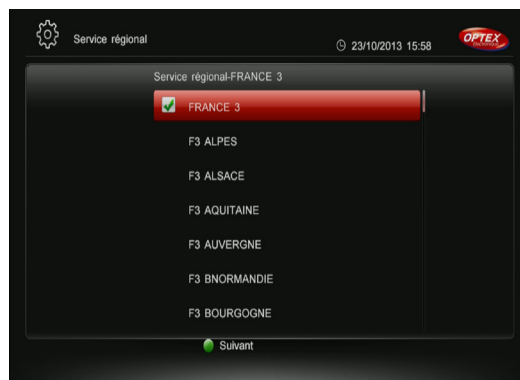 Service régional
23/10/2013 15:58
OPTEX
Service régional-FRANCE 3
FRANCE 3
F3 ALPES
F3 ALSACE
F3 AQUITAINE
F3 AUVERGNE
F3 BNORMANDIE
F3 BOURGOGNE
Suivant